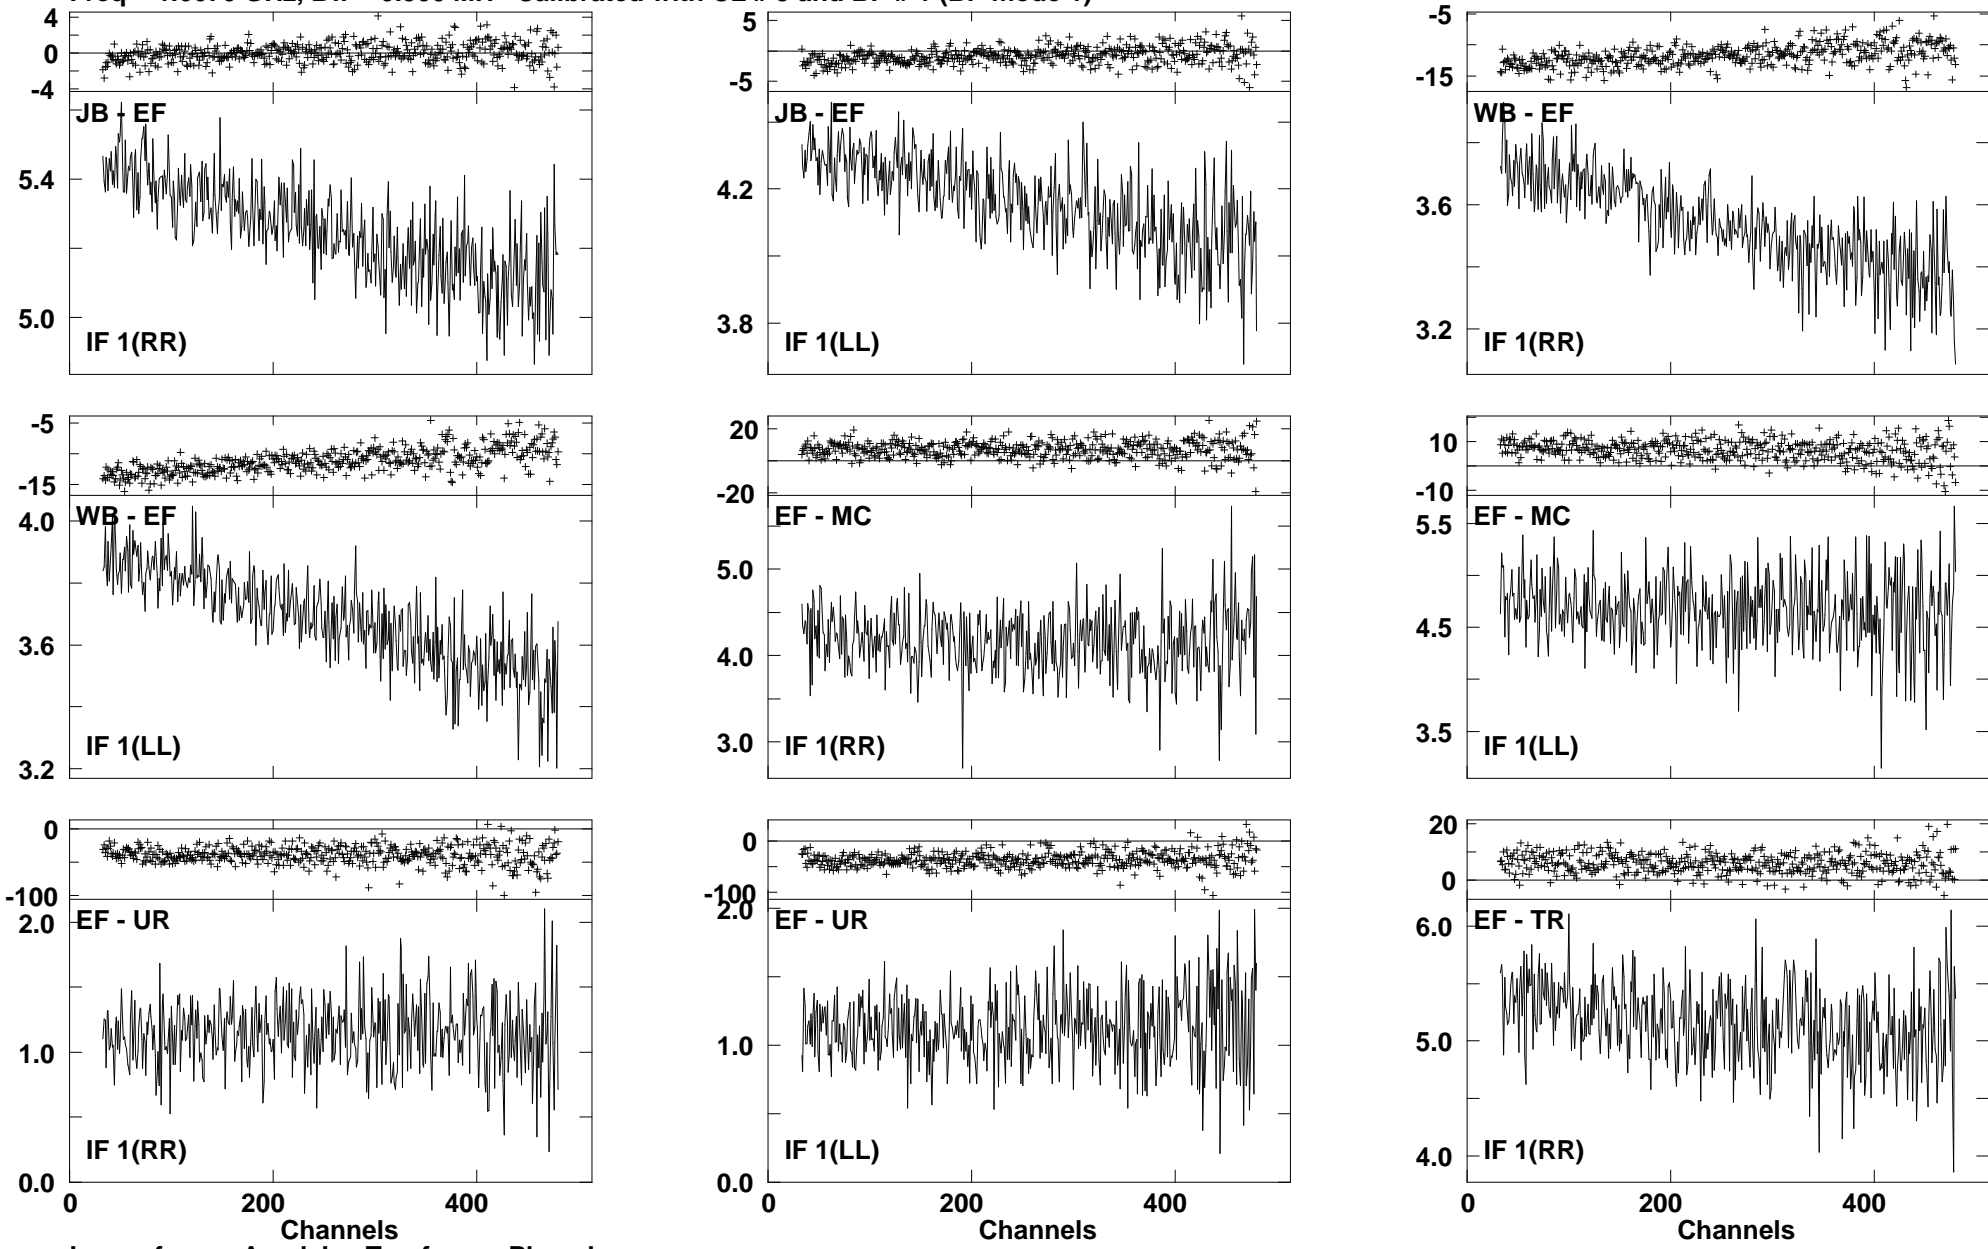 4
0
-4
JB - EF
5.4
5.0
IF 1(RR)
5
-5
JB - EF
4.2
3.8
IF 1(LL)
-5
-15
WB - EF
3.6
3.2
IF 1(RR)
-5
-15
WB - EF
4.0
3.6
3.2
IF 1(LL)
20
-20
EF - MC
5.0
4.0
3.0
IF 1(RR)
10
-10
EF - MC
5.5
4.5
3.5
IF 1(LL)
0
-100
EF - UR
2.0
1.0
0.0
IF 1(RR)
0 200 400
Channels
0
-100
EF - UR
2.0
1.0
0.0
IF 1(LL)
0 200 400
Channels
20
0
EF - TR
6.0
5.0
4.0
IF 1(RR)
0 200 400
Channels